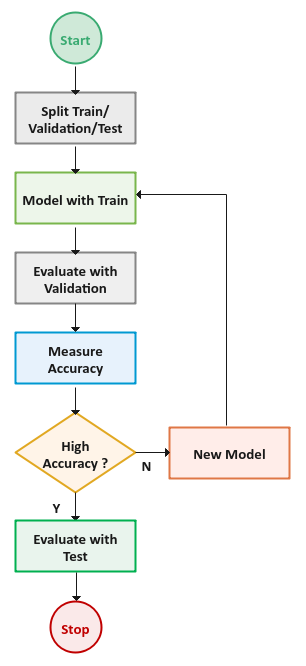 Start
Split Train/
Validation/Test
Model with Train
Evaluate with
Validation
Measure
Accuracy
High
Accuracy ?
N
New Model
Y
Evaluate with
Test
Stop